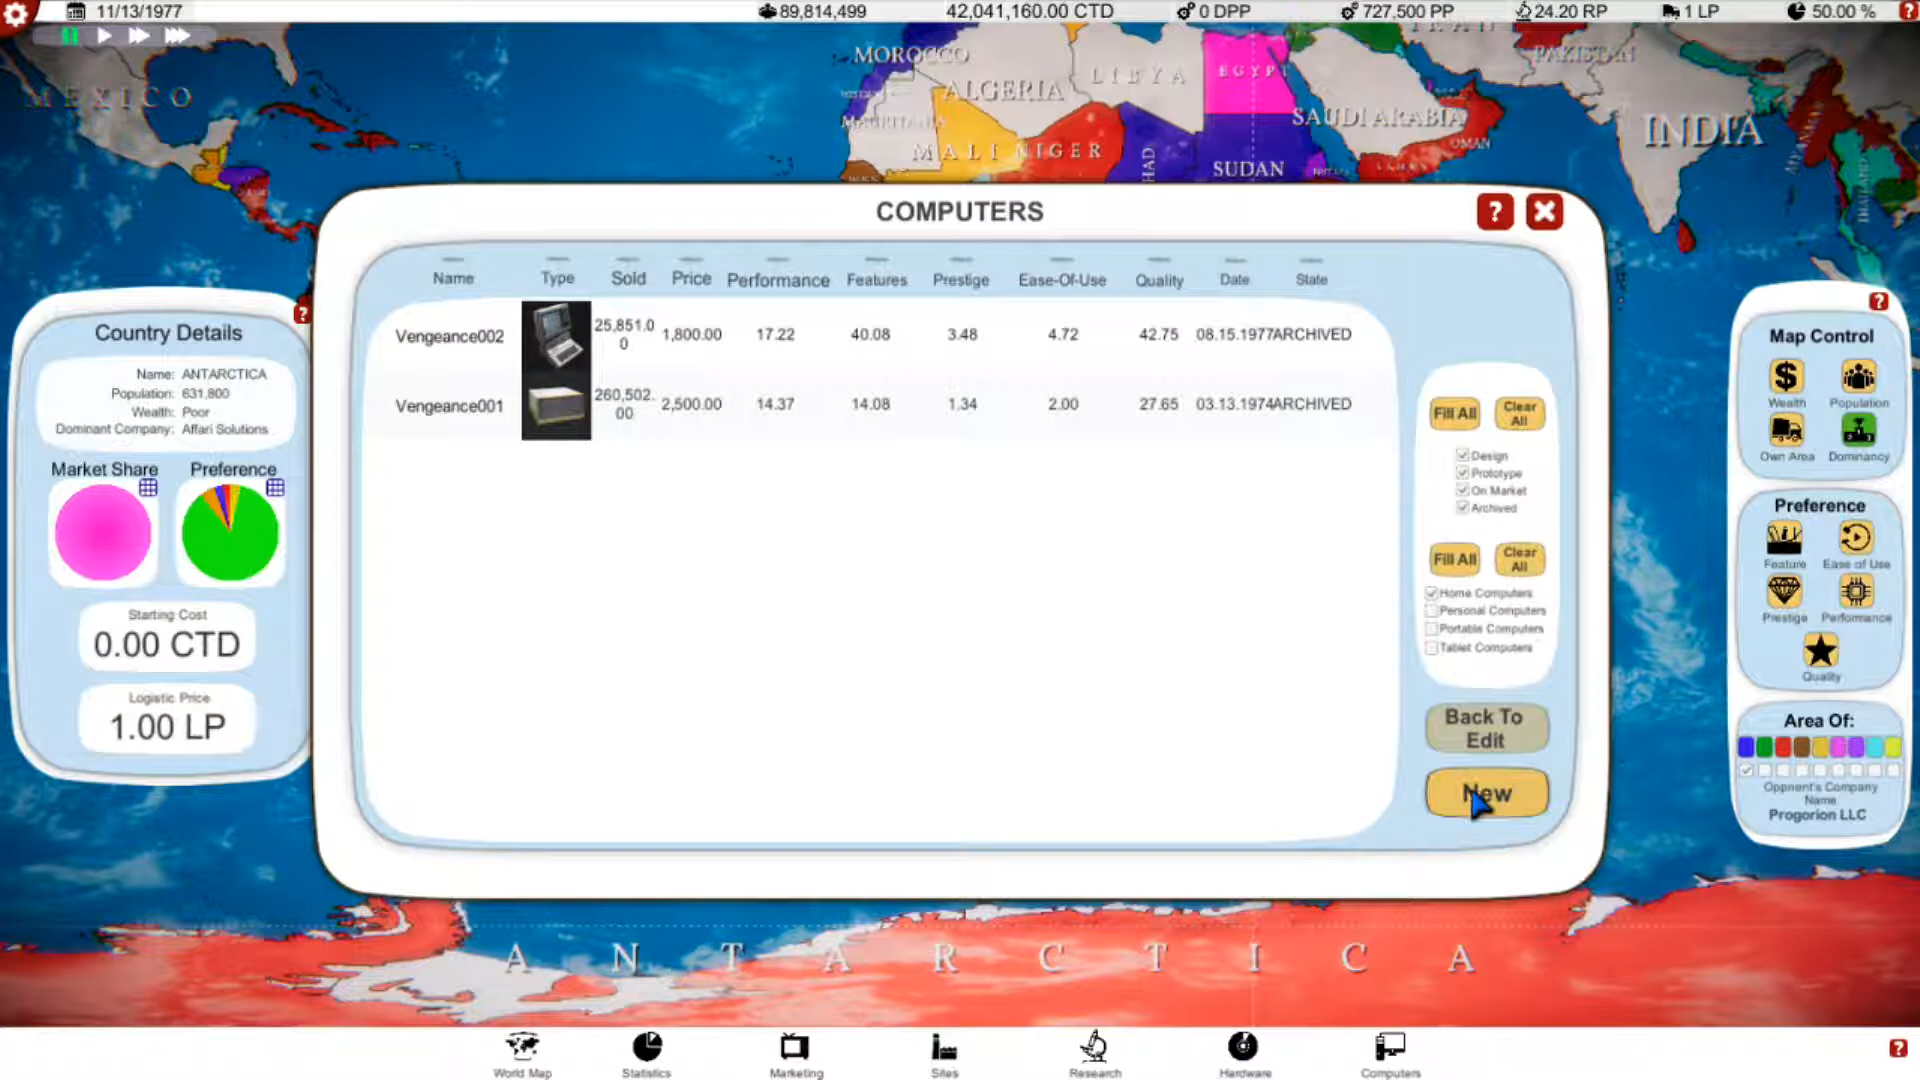 11/13/1977
89,814,499
42,041,160.00 CTD
0 DPP
727,500 PP
24.20 RP
1 LP
50.00 %
?
MEXICO
MOROCCO
ALGERIA
LIBYA
EGYPT
PAKISTAN
MAURITANIA
MALI
NIGER
SUDAN
SAUDI ARABIA
OMAN
INDIA
MYANMAR
THAILAND
COMPUTERS
?
Name
Type
Sold
Price
Performance
Features
Prestige
Ease-Of-Use
Quality
Date
State
Vengeance002
25,851.0
0
1,800.00
17.22
40.08
3.48
4.72
42.75
08.15.1977
ARCHIVED
Vengeance001
260,502.
00
2,500.00
14.37
14.08
1.34
2.00
27.65
03.13.1974
ARCHIVED
Fill All
Clear
All
Design
Prototype
On Market
Archived
Fill All
Clear
All
Home Computers
Personal Computers
Portable Computers
Tablet Computers
Back To
Edit
New
?
Country Details
Name: ANTARCTICA
Population: 631,800
Wealth: Poor
Dominant Company: Affari Solutions
Market Share
Preference
Starting Cost
0.00 CTD
Logistic Price
1.00 LP
?
Map Control
Wealth
Population
Own Area
Dominancy
Preference
Feature
Ease of Use
Prestige
Performance
Quality
Area Of:
Oppnent's Company
Name
Progorion LLC
ANTARCTICA
World Map
Statistics
Marketing
Sites
Research
Hardware
Computers
?